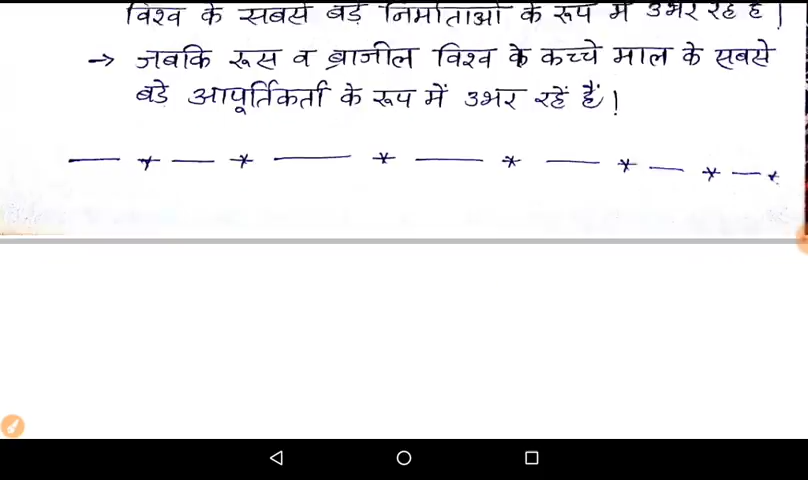 विश्व के सबसे बड़े निर्माताओं के रूप में उभर रहे है।
→ जबकि रूस व ब्राजील विश्व के कच्चे माल के सबसे
बड़े आपूर्तिकर्ता के रूप में उभर रहें हैं!